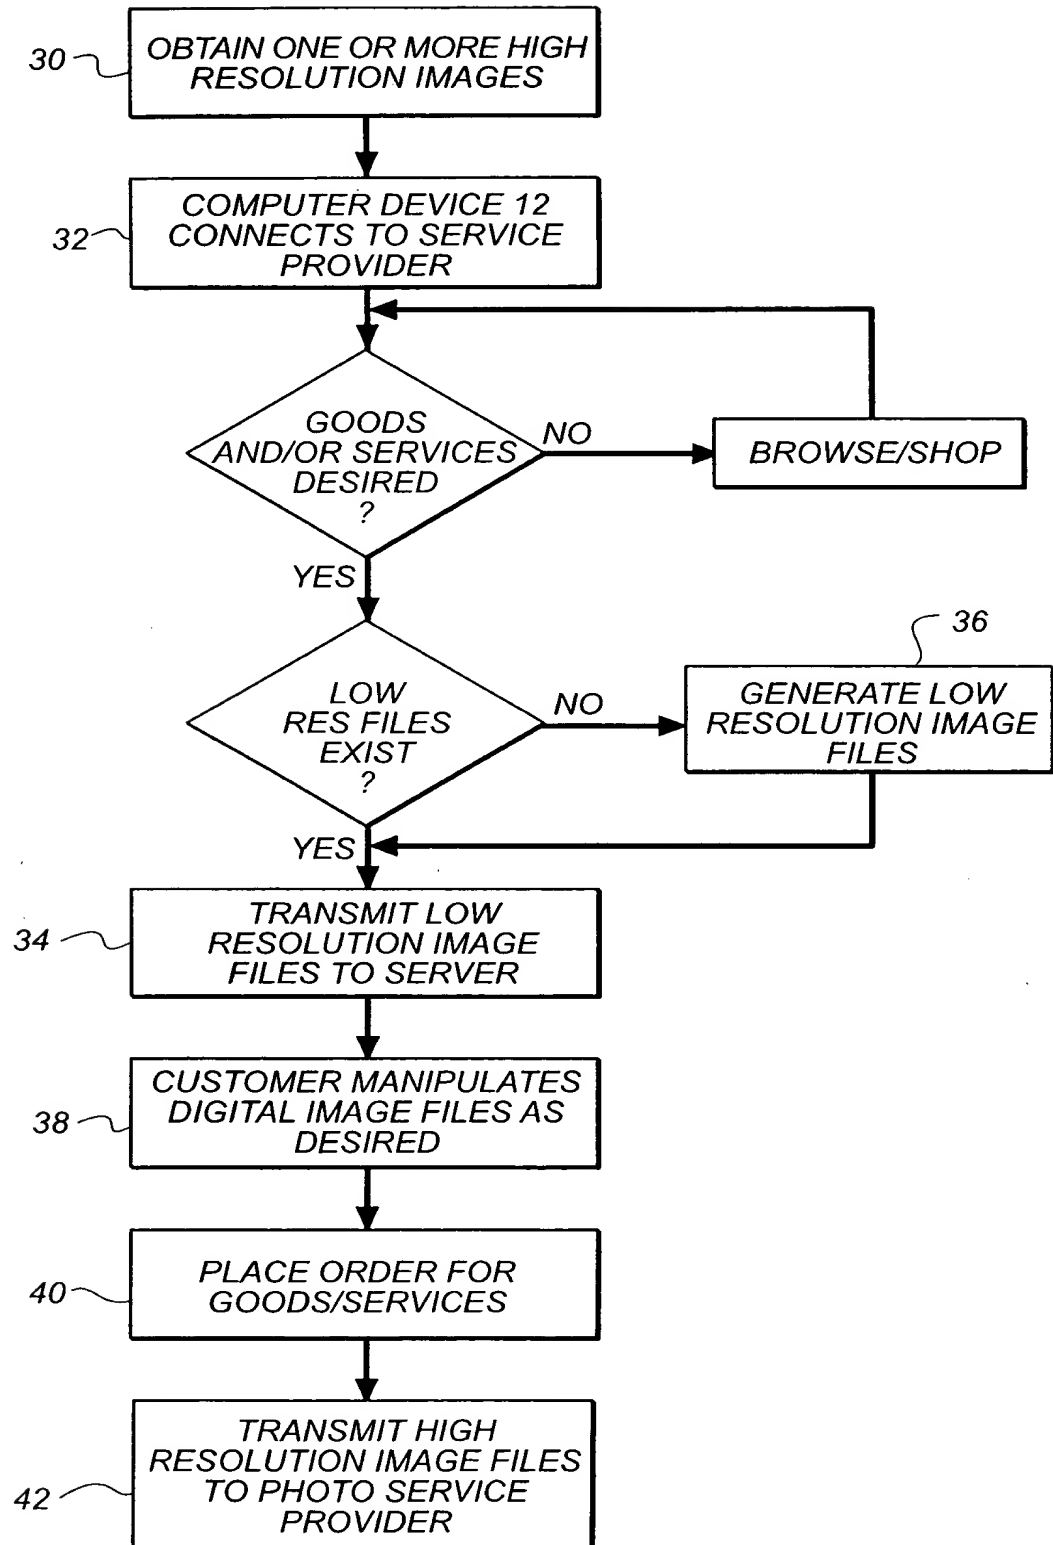 30
OBTAIN ONE OR MORE HIGH
RESOLUTION IMAGES
32
COMPUTER DEVICE 12
CONNECTS TO SERVICE
PROVIDER
GOODS
AND/OR SERVICES
DESIRED
?
NO
BROWSE/SHOP
YES
LOW
RES FILES
EXIST
?
NO
36
GENERATE LOW
RESOLUTION IMAGE
FILES
YES
34
TRANSMIT LOW
RESOLUTION IMAGE
FILES TO SERVER
38
CUSTOMER MANIPULATES
DIGITAL IMAGE FILES AS
DESIRED
40
PLACE ORDER FOR
GOODS/SERVICES
42
TRANSMIT HIGH
RESOLUTION IMAGE FILES
TO PHOTO SERVICE
PROVIDER